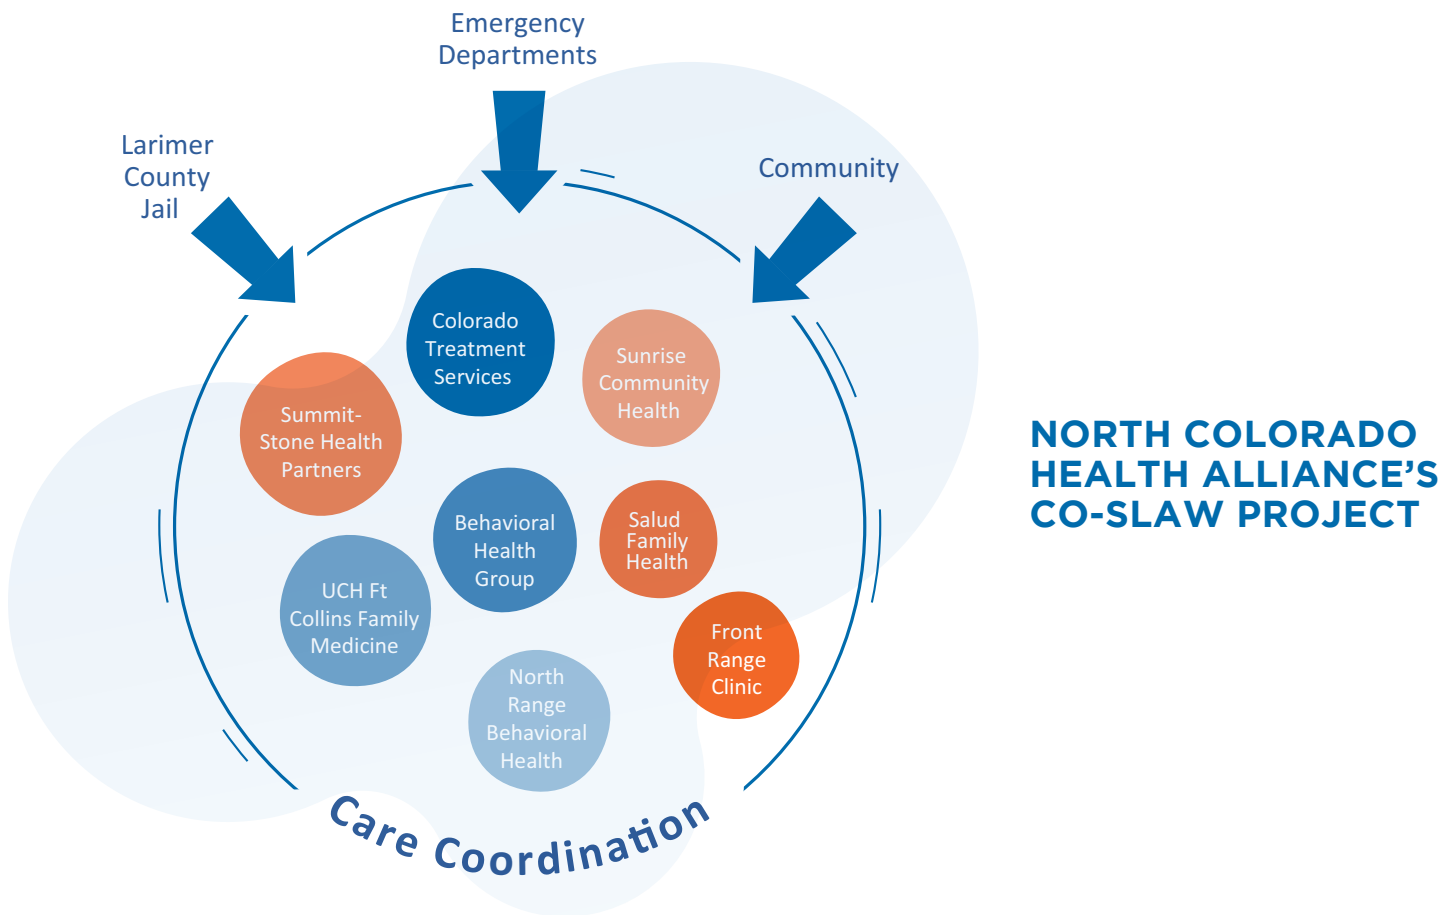 Emergency
Departments
Larimer
County
Jail
Community
Colorado
Treatment
Services
Sunrise
Community
Health
Summit-
Stone Health
Partners
Behavioral
Health
Group
Salud
Family
Health
UCH Ft
Collins Family
Medicine
Front
Range
Clinic
North
Range
Behavioral
Health
Care Coordination
NORTH COLORADO
HEALTH ALLIANCE’S
CO-SLAW PROJECT